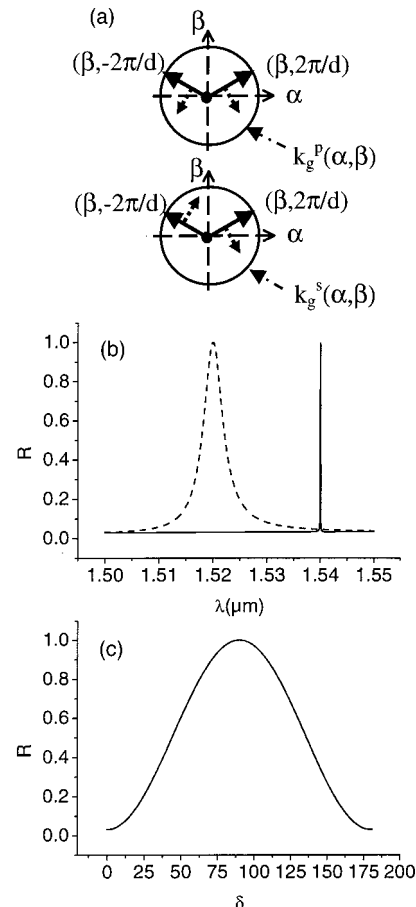 (a)
β
(β,-2π/d)
(β,2π/d)
α
k_g^p(α,β)
β
(β,-2π/d)
(β,2π/d)
α
k_g^s(α,β)
(b)
R
1.0
0.8
0.6
0.4
0.2
0.0
1.50 1.51 1.52 1.53 1.54 1.55
λ(µm)
(c)
R
1.0
0.8
0.6
0.4
0.2
0.0
0 25 50 75 100 125 150 175 200
δ